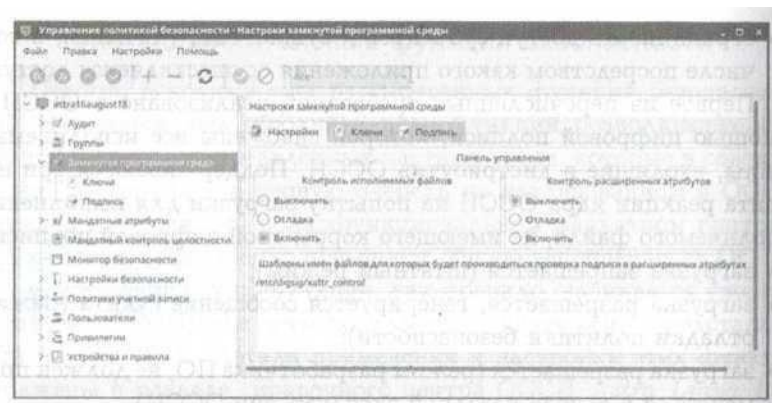 Управление политикой безопасности - Настроки замкнутой программной среды
Файл Правка Настройки Помощь
Настроки замкнутой программной среды
Аудит
Группы
Замкнутая программная среда
Ключи
Подпись
Мандатные атрибуты
Мандатный контроль целостности
Монитор безопасности
Настройки безопасности
Политики учетной записи
Пользователи
Привилегии
Устройства и правила
Настройки Ключи Подпись
Панель управления
Контроль исполняемых файлов Контроль расширенных атрибутов
Выключить Выключить
Отладка Отладка
Включить Включить
Шаблоны имен файлов для которых будет производиться проверка подписи в расширенных атрибутах
/etc/digsig/xattr_control/